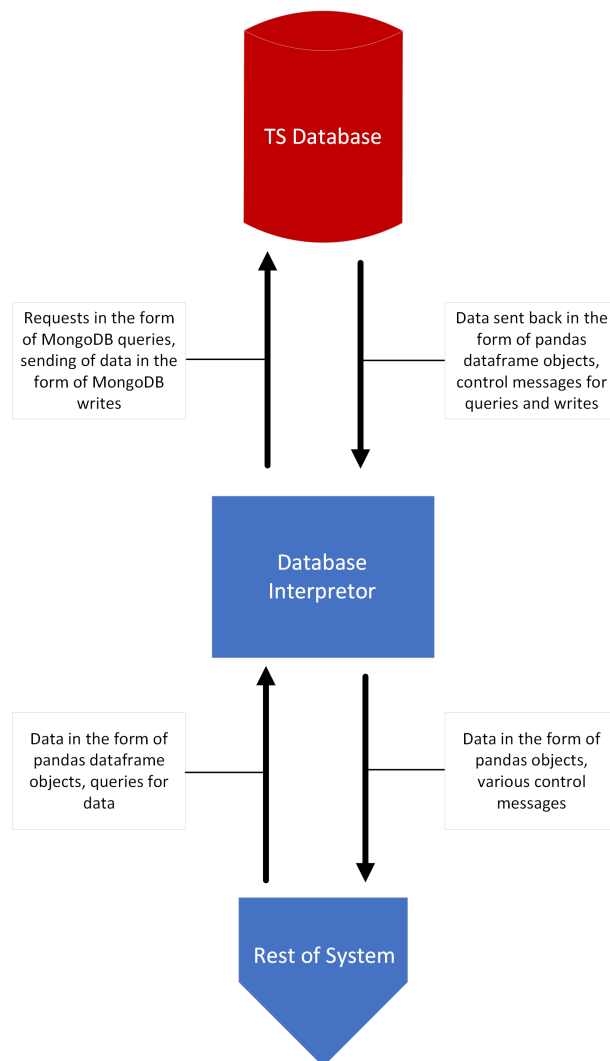 TS Database
Requests in the form
of MongoDB queries,
sending of data in the
form of MongoDB
writes
Data sent back in the
form of pandas
dataframe objects,
control messages for
queries and writes
Database
Interpretor
Data in the form of
pandas dataframe
objects, queries for
data
Data in the form of
pandas objects,
various control
messages
Rest of System